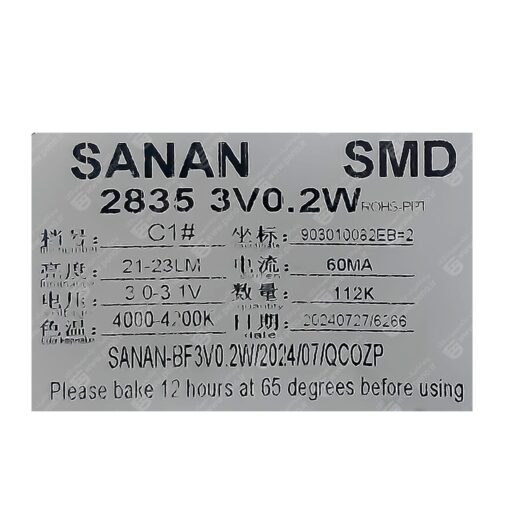 SANAN SMD
2835 3V0.2W ROHS-PPT
档号: C1# 坐标: 903010082EB=2
亮度: 21-23LM 电流: 60MA
电压: 3.0-3.1V 数量: 112K
色温: 4000-4200K 日期: 20240727/6266
date
SANAN-BF3V0.2W/2024/07/QCOZP
Please bake 12 hours at 65 degrees before using